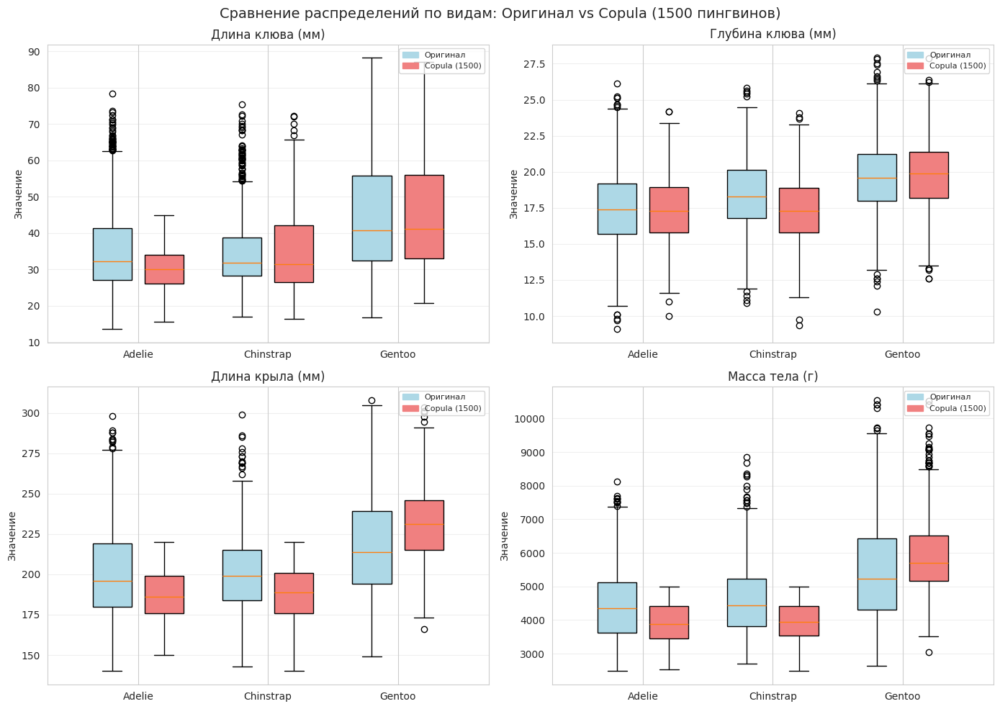 Сравнение распределений по видам: Оригинал vs Copula (1500 пингвинов)
Длина клюва (мм)
Оригинал
Copula (1500)
Значение
90
80
70
60
50
40
30
20
10
Adelie Chinstrap Gentoo
Глубина клюва (мм)
Оригинал
Copula (1500)
Значение
27.5
25.0
22.5
20.0
17.5
15.0
12.5
10.0
Adelie Chinstrap Gentoo
Длина крыла (мм)
Оригинал
Copula (1500)
Значение
300
275
250
225
200
175
150
Adelie Chinstrap Gentoo
Масса тела (г)
Оригинал
Copula (1500)
Значение
10000
9000
8000
7000
6000
5000
4000
3000
Adelie Chinstrap Gentoo